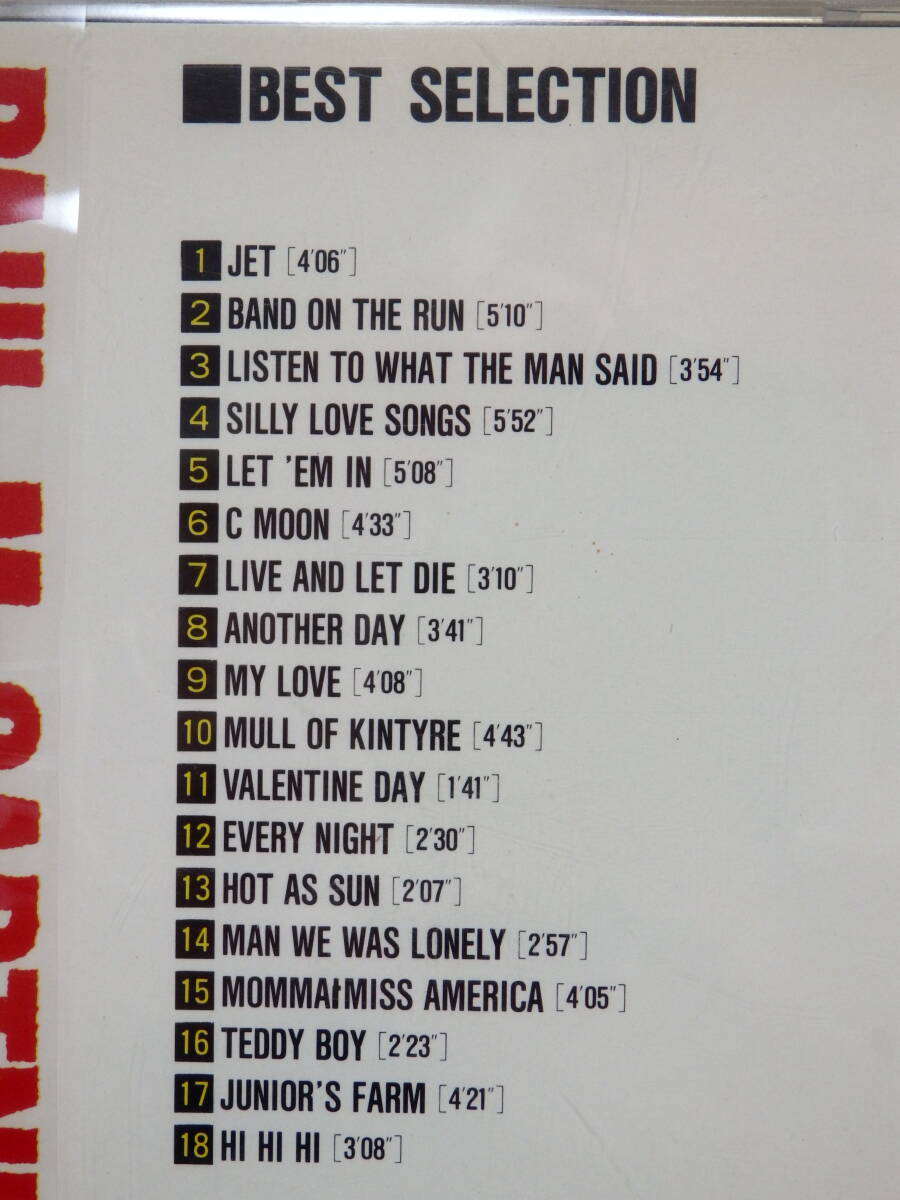 PAUL McCARTNEY
■BEST SELECTION
1 JET [4'06"]
2 BAND ON THE RUN [5'10"]
3 LISTEN TO WHAT THE MAN SAID [3'54"]
4 SILLY LOVE SONGS [5'52"]
5 LET 'EM IN [5'08"]
6 C MOON [4'33"]
7 LIVE AND LET DIE [3'10"]
8 ANOTHER DAY [3'41"]
9 MY LOVE [4'08"]
10 MULL OF KINTYRE [4'43"]
11 VALENTINE DAY [1'41"]
12 EVERY NIGHT [2'30"]
13 HOT AS SUN [2'07"]
14 MAN WE WAS LONELY [2'57"]
15 MOMMAłMISS AMERICA [4'05"]
16 TEDDY BOY [2'23"]
17 JUNIOR'S FARM [4'21"]
18 HI HI HI [3'08"]